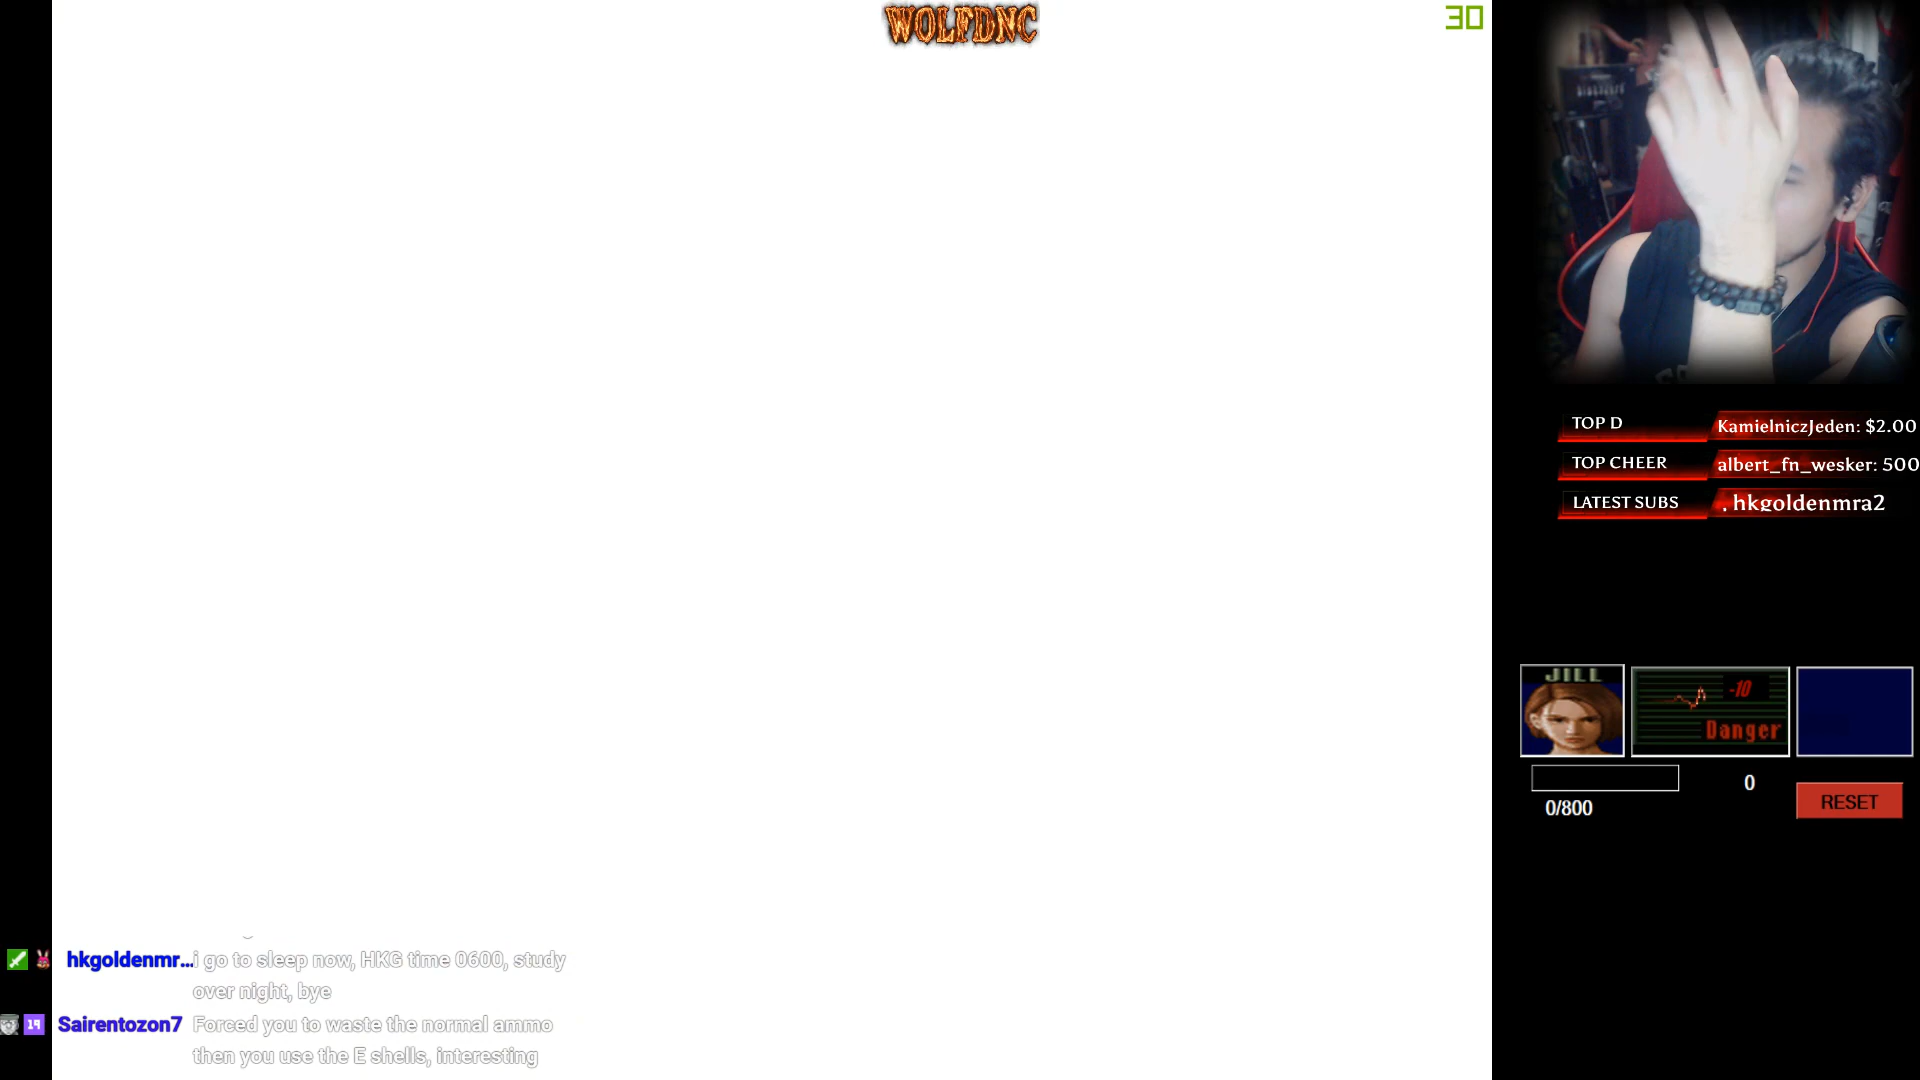 WOLFDNC
30
TOP D
KamielniczJeden: $2.00
TOP CHEER
albert_fn_wesker: 500
LATEST SUBS
. hkgoldenmra2
JILL
-10
Danger
0
0/800
RESET
hkgoldenmr... i go to sleep now, HKG time 0600, study
over night, bye
19 Sairentozon7 Forced you to waste the normal ammo
then you use the E shells, interesting